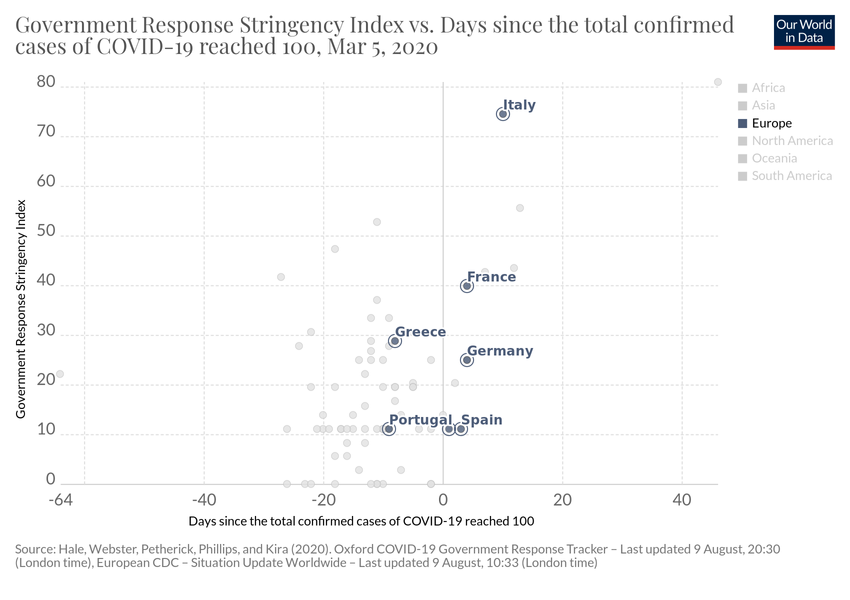 Government Response Stringency Index vs. Days since the total confirmed
cases of COVID-19 reached 100, Mar 5, 2020
Our World
in Data
Africa
Asia
Europe
North America
Oceania
South America
Government Response Stringency Index
80
70
60
50
40
30
20
10
0
Italy
France
Greece
Germany
Portugal
Spain
-64
-40
-20
0
20
40
Days since the total confirmed cases of COVID-19 reached 100
Source: Hale, Webster, Petherick, Phillips, and Kira (2020). Oxford COVID-19 Government Response Tracker – Last updated 9 August, 20:30
(London time), European CDC – Situation Update Worldwide – Last updated 9 August, 10:33 (London time)